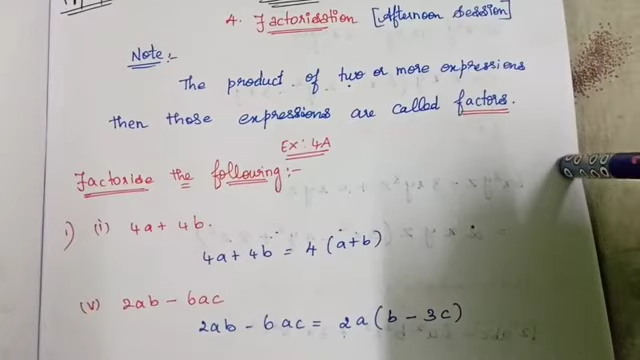 4. Factorisation [Afternoon Session]
Note:-
The product of two or more expressions
then those expressions are called factors.
Ex: 4A
Factorise the following:-
1) (i) 4a + 4b.
4a + 4b = 4 (a+b)
(v) 2ab - 6ac
2ab - 6ac = 2a (b - 3c)